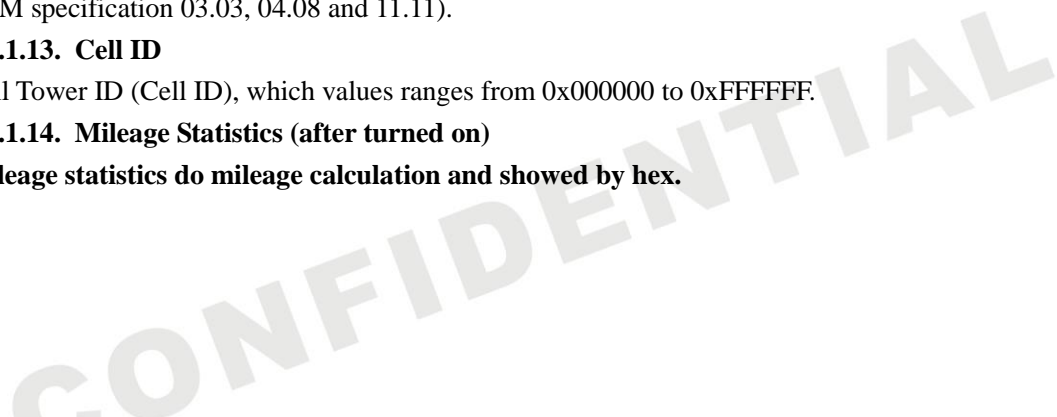 M specification 03.03, 04.08 and 11.11).
.1.13. Cell ID
ll Tower ID (Cell ID), which values ranges from 0x000000 to 0xFFFFFF.
.1.14. Mileage Statistics (after turned on)
leage statistics do mileage calculation and showed by hex.
CONFIDENTIAL